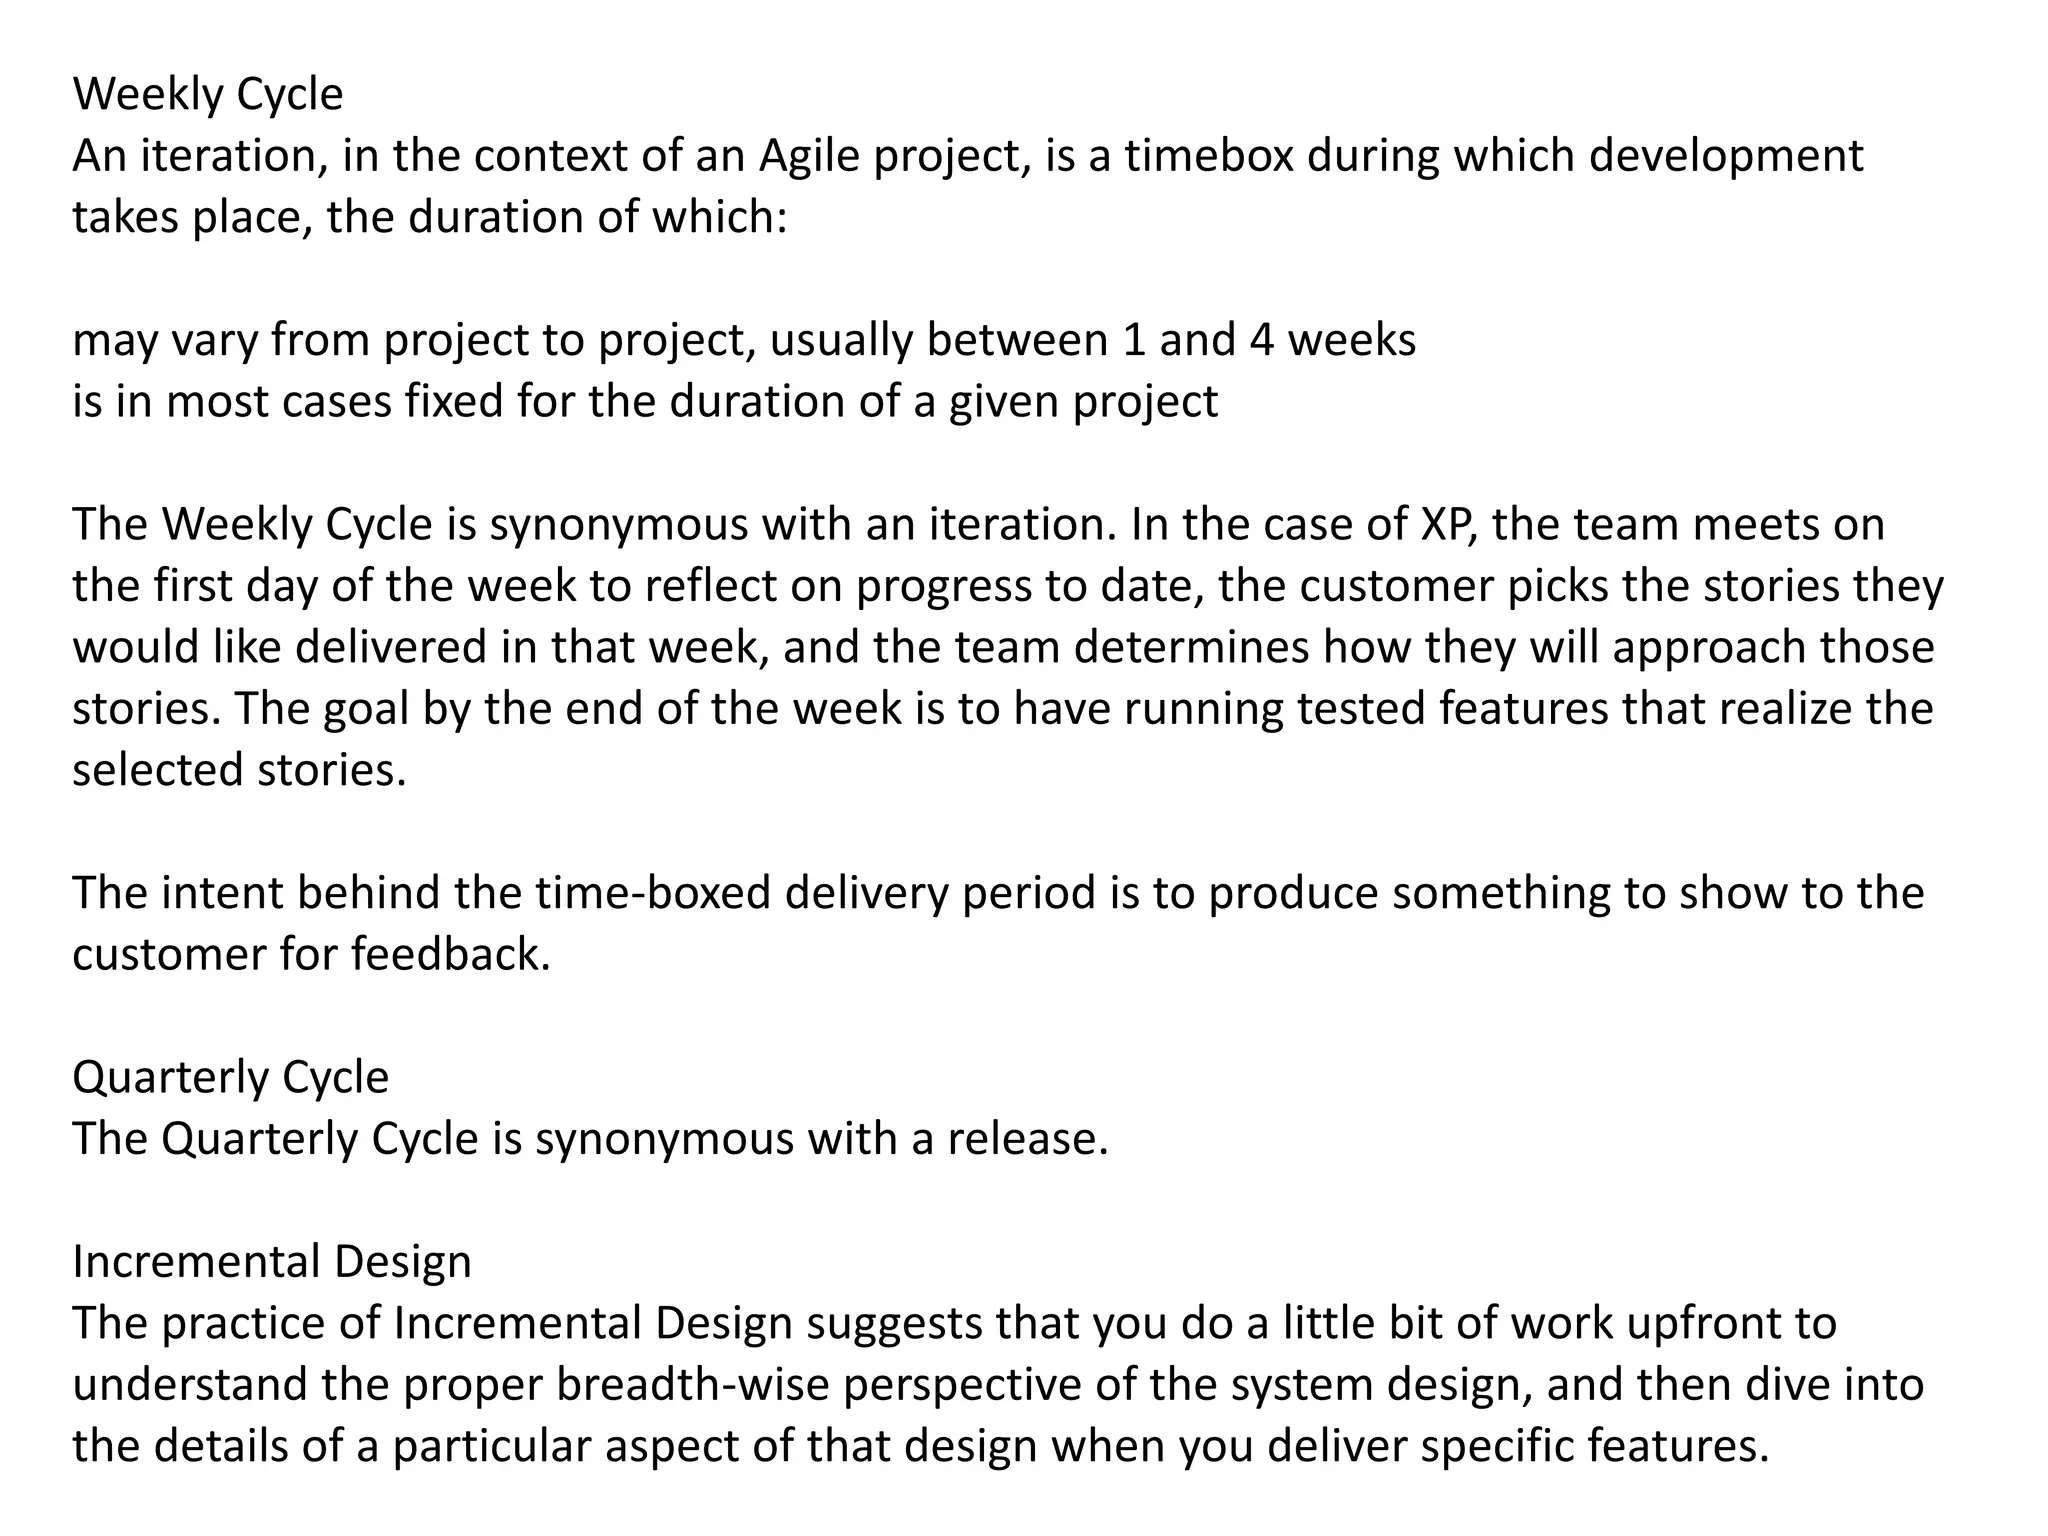 Weekly Cycle
An iteration, in the context of an Agile project, is a timebox during which development
takes place, the duration of which:
may vary from project to project, usually between 1 and 4 weeks
is in most cases fixed for the duration of a given project
The Weekly Cycle is synonymous with an iteration. In the case of XP, the team meets on
the first day of the week to reflect on progress to date, the customer picks the stories they
would like delivered in that week, and the team determines how they will approach those
stories. The goal by the end of the week is to have running tested features that realize the
selected stories.
The intent behind the time-boxed delivery period is to produce something to show to the
customer for feedback.
Quarterly Cycle
The Quarterly Cycle is synonymous with a release.
Incremental Design
The practice of Incremental Design suggests that you do a little bit of work upfront to
understand the proper breadth-wise perspective of the system design, and then dive into
the details of a particular aspect of that design when you deliver specific features.